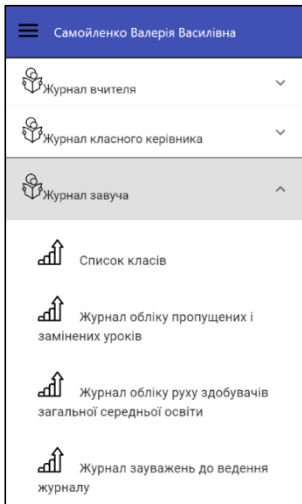 Самойленко Валерія Василівна
Журнал вчителя
Журнал класного керівника
Журнал завуча
Список класів
Журнал обліку пропущених і
замінених уроків
Журнал обліку руху здобувачів
загальної середньої освіти
Журнал зауважень до ведення
журналу